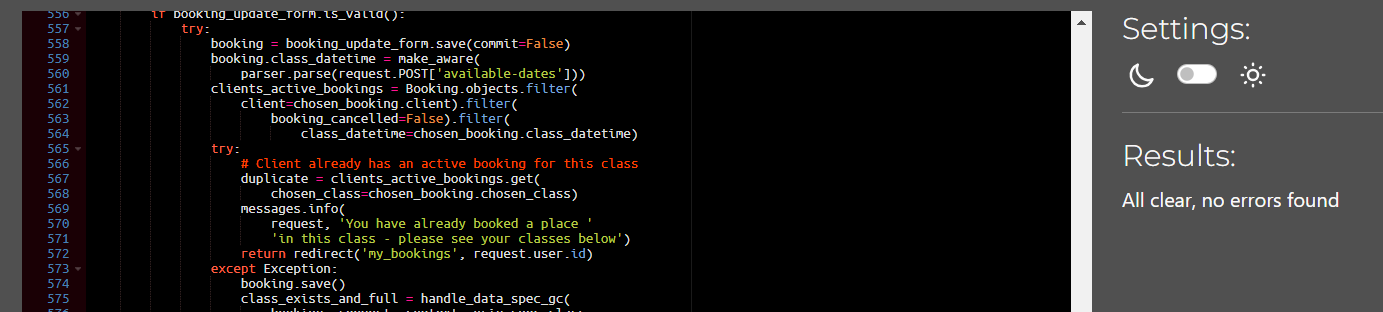 556 if booking_update_form.is_valid():
557 try:
558 booking = booking_update_form.save(commit=False)
559 booking.class_datetime = make_aware(
560 parser.parse(request.POST['available-dates']))
561 clients_active_bookings = Booking.objects.filter(
562 client=chosen_booking.client).filter(
563 booking_cancelled=False).filter(
564 class_datetime=chosen_booking.class_datetime)
565 try:
566 # Client already has an active booking for this class
567 duplicate = clients_active_bookings.get(
568 chosen_class=chosen_booking.chosen_class)
569 messages.info(
570 request, 'You have already booked a place '
571 'in this class - please see your classes below')
572 return redirect('my_bookings', request.user.id)
573 except Exception:
574 booking.save()
575 class_exists_and_full = handle_data_spec_gc(
Settings:
Results:
All clear, no errors found